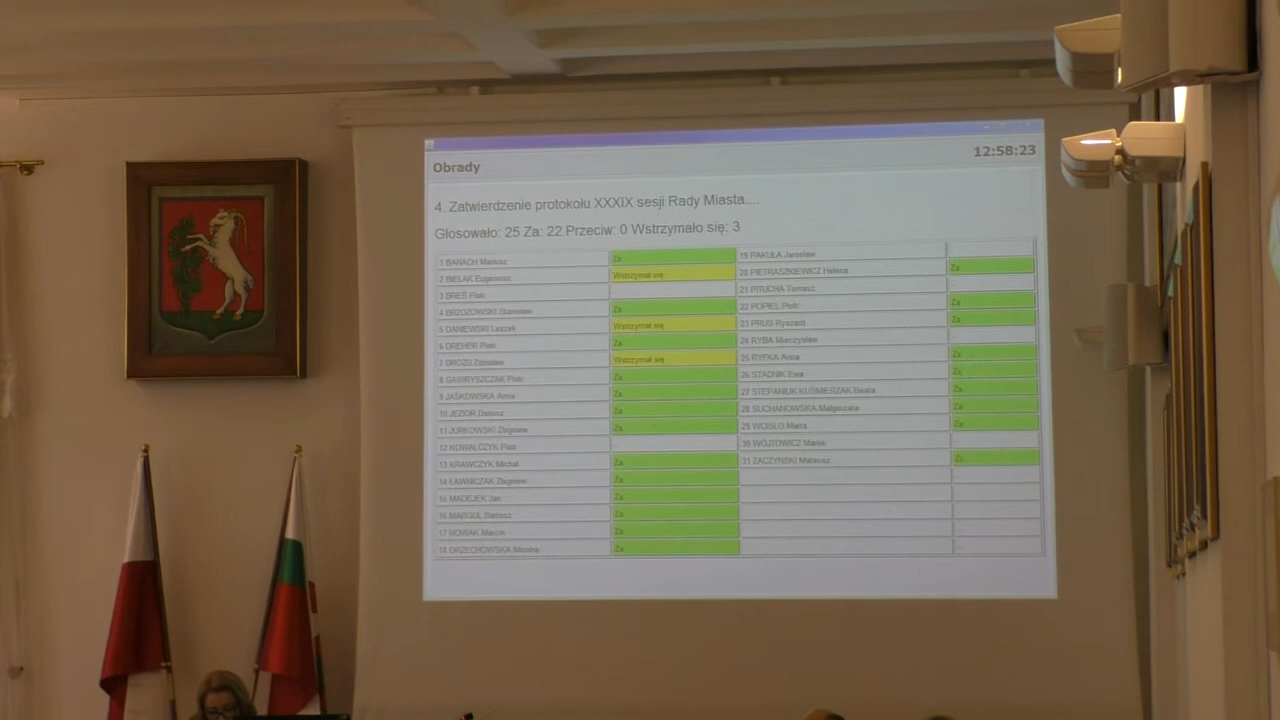 Obrady
12:58:23
4. Zatwierdzenie protokołu XXXIX sesji Rady Miasta....
Głosowało: 25 Za: 22 Przeciw: 0 Wstrzymało się: 3
1 BANACH Mariusz Za
2 BIELAK Eugeniusz Wstrzymał się
3 BREŚ Piotr
4 BRZOZOWSKI Stanisław Za
5 DANIEWSKI Leszek Wstrzymał się
6 DREHER Piotr Za
7 DROZD Zdzisław Wstrzymał się
8 GAWRYSZCZAK Piotr Za
9 JASKOWSKA Anna Za
10 JEZIOR Dariusz Za
11 JURKOWSKI Zbigniew Za
12 KOWALCZYK Piotr
13 KRAWCZYK Michał Za
14 ŁAWNICZAK Zbigniew Za
15 MADEJEK Jan Za
16 MARGUL Dariusz Za
17 NOWAK Marcin Za
18 ORZECHOWSKA Monika Za
19 PAKUŁA Jarosław
20 PIETRASZKIEWICZ Helena Za
21 PITUCHA Tomasz
22 POPIEL Piotr Za
23 PRUS Ryszard Za
24 RYBA Mieczysław
25 RYFKA Anna Za
26 STADNIK Ewa Za
27 STEPANIUK KUŚMIERZAK Beata Za
28 SUCHANOWSKA Małgorzata Za
29 WCISŁO Marta Za
30 WÓJTOWICZ Marek
31 ZACZYŃSKI Mateusz Za